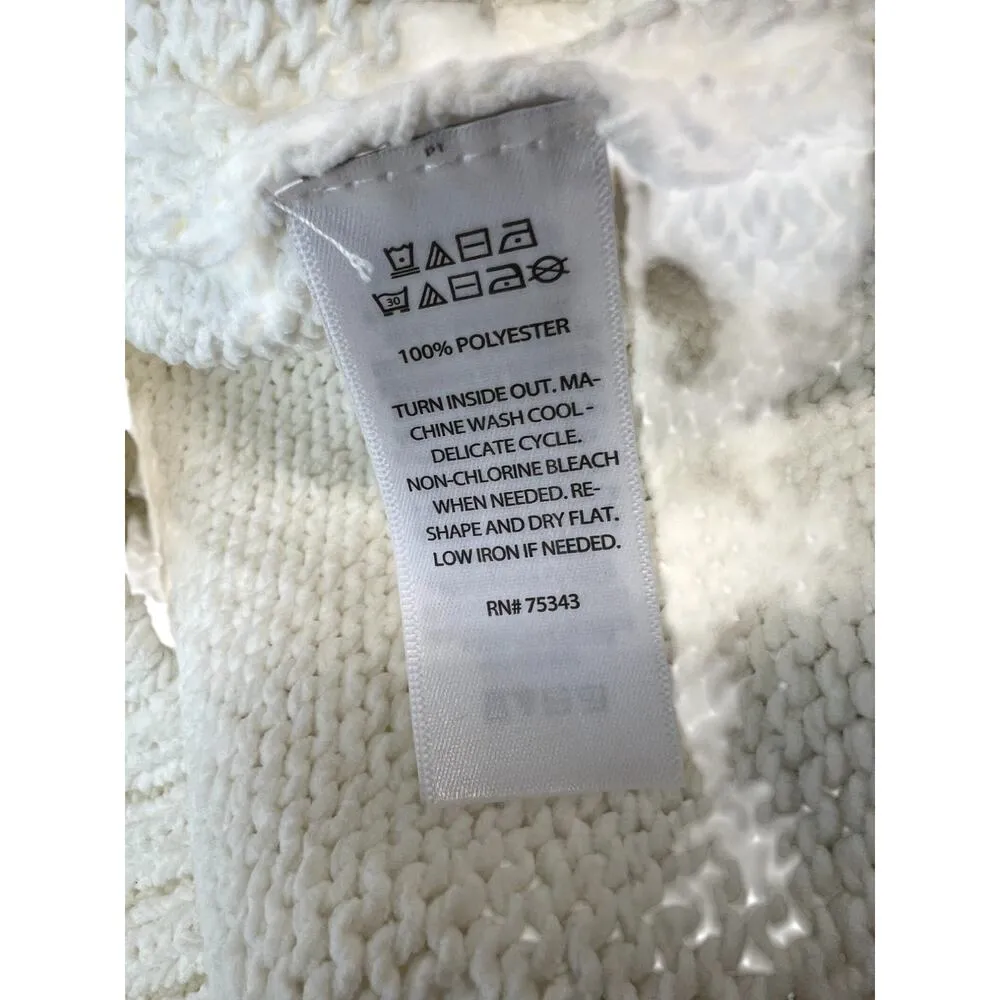 30
100% POLYESTER
TURN INSIDE OUT. MA-
CHINE WASH COOL -
DELICATE CYCLE.
NON-CHLORINE BLEACH
WHEN NEEDED. RE-
SHAPE AND DRY FLAT.
LOW IRON IF NEEDED.
RN# 75343